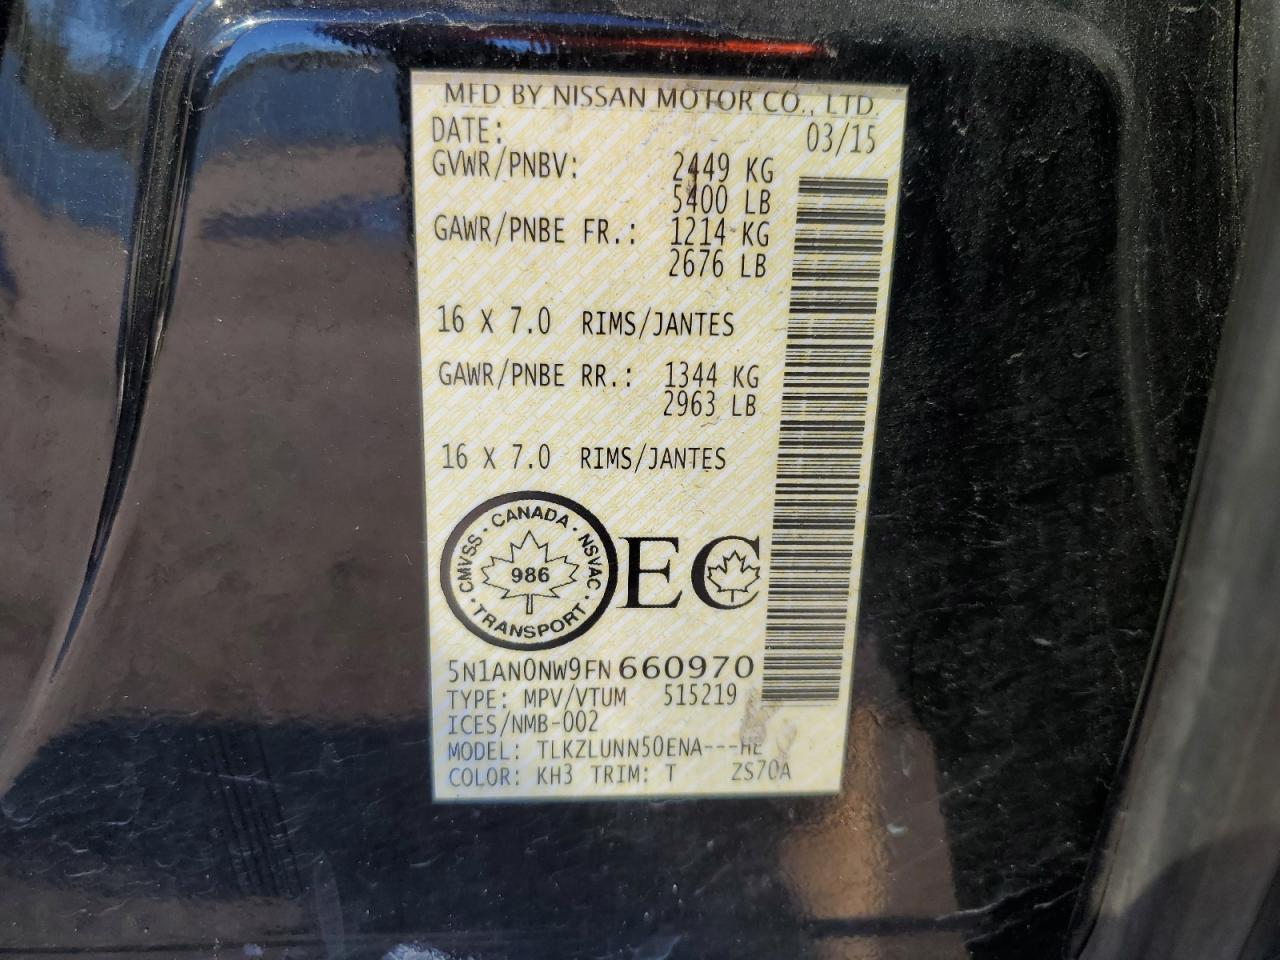 MFD BY NISSAN MOTOR CO., LTD.
DATE: 03/15
GVWR/PNBV: 2449 KG
5400 LB
GAWR/PNBE FR.: 1214 KG
2676 LB
16 X 7.0 RIMS/JANTES
GAWR/PNBE RR.: 1344 KG
2963 LB
16 X 7.0 RIMS/JANTES
CMVSS · CANADA · NSVAC · TRANSPORT ·
986
EC
5N1AN0NW9FN660970
TYPE: MPV/VTUM 515219
ICES/NMB-002
MODEL: TLKZLUNN50ENA---HE
COLOR: KH3 TRIM: T ZS70A